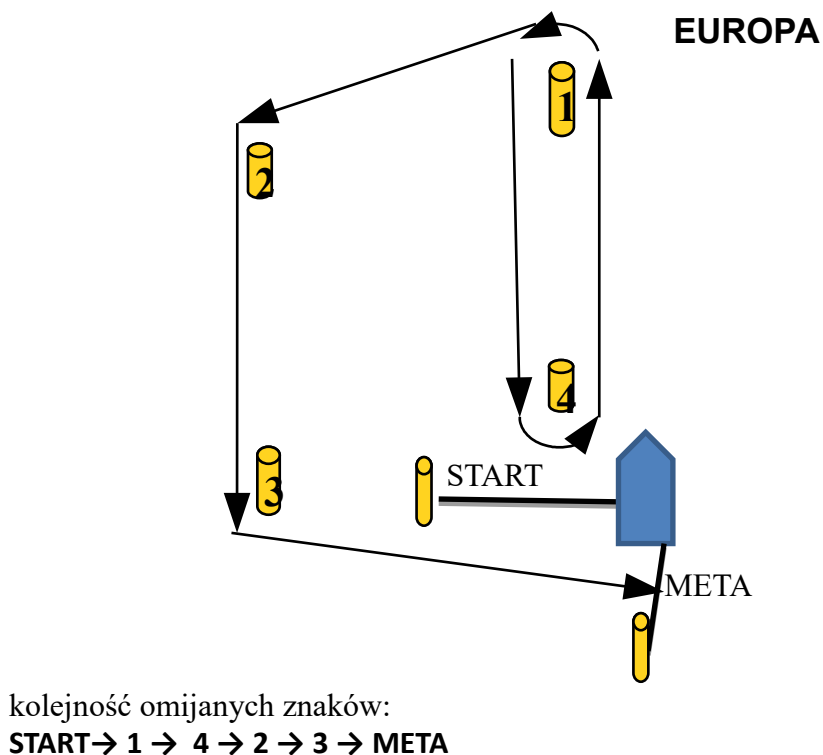 EUROPA
1
2
4
START
3
META
kolejność omijanych znaków:
START→ 1 → 4 → 2 → 3 → META